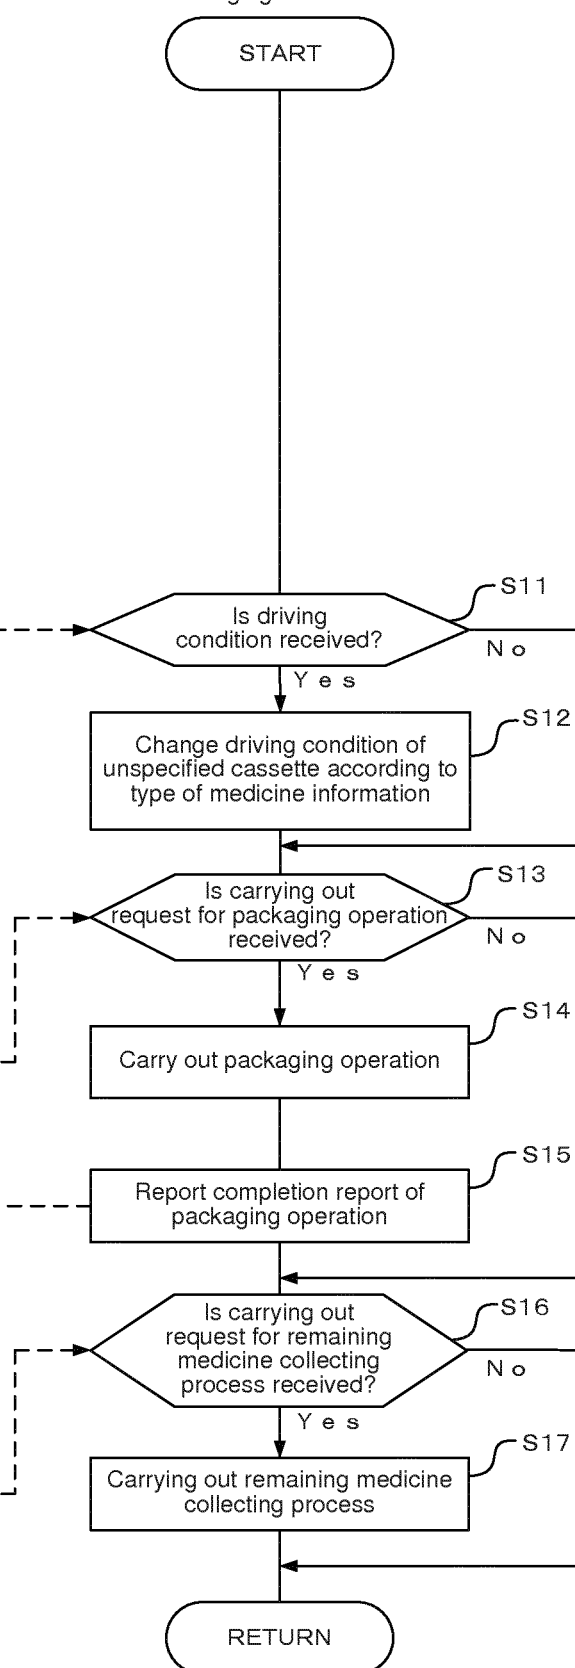 START
S11
Is driving
condition received?
No
Yes
S12
Change driving condition of
unspecified cassette according to
type of medicine information
S13
Is carrying out
request for packaging operation
received?
No
Yes
S14
Carry out packaging operation
S15
Report completion report of
packaging operation
S16
Is carrying out
request for remaining
medicine collecting
process received?
No
Yes
S17
Carrying out remaining medicine
collecting process
RETURN